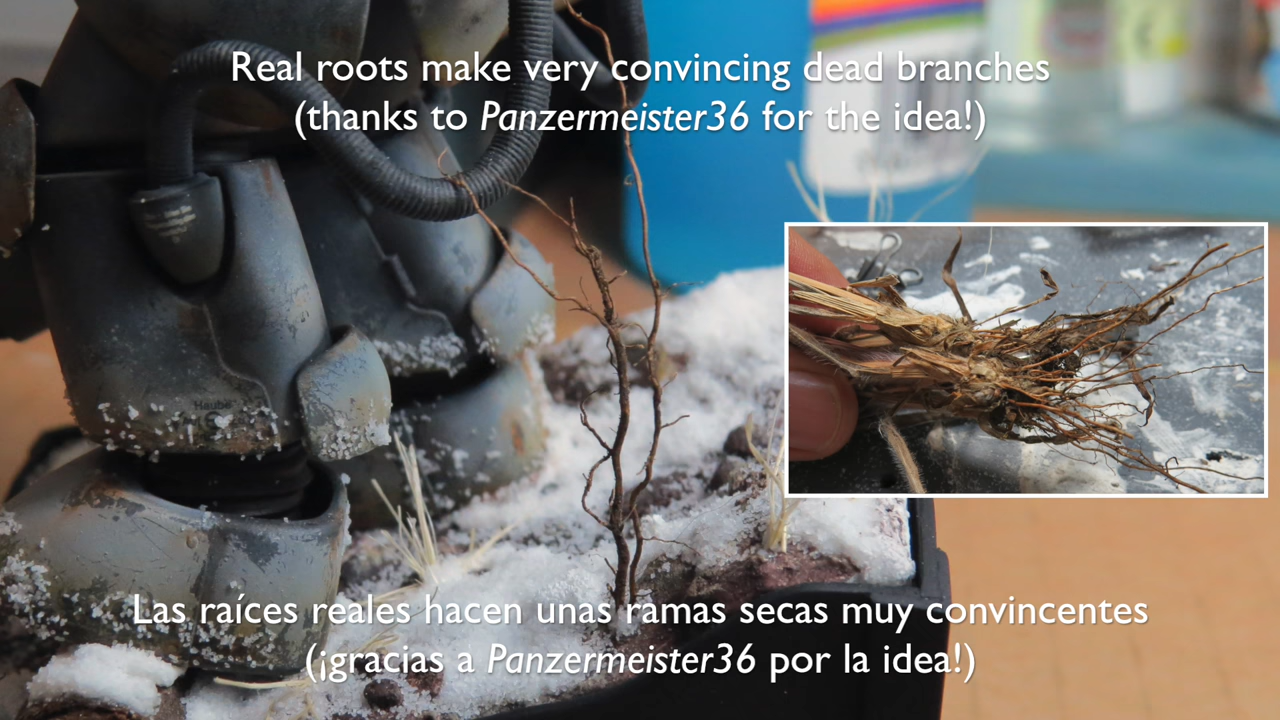 Real roots make very convincing dead branches
(thanks to Panzermeister36 for the idea!)
Haube
Las raíces reales hacen unas ramas secas muy convincentes
(¡gracias a Panzermeister36 por la idea!)